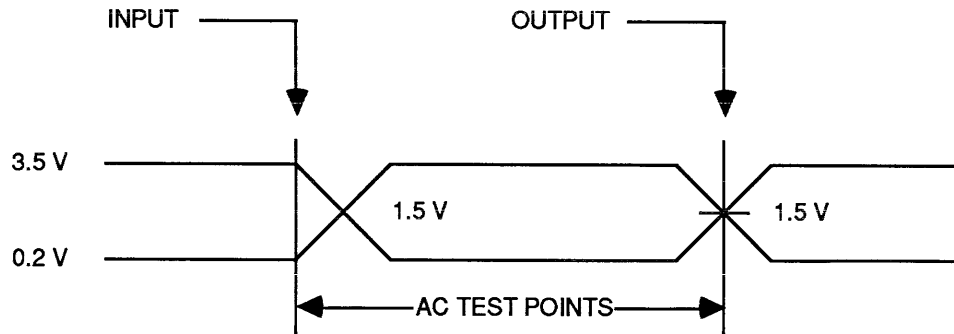 INPUT
OUTPUT
3.5 V
1.5 V
1.5 V
0.2 V
AC TEST POINTS